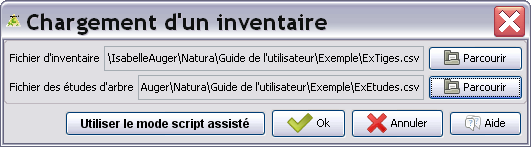 Chargement d'un inventaire
Fichier d'inventaire \IsabelleAuger\Natura\Guide de l'utilisateur\Exemple\ExTiges.csv Parcourir
Fichier des études d'arbre Auger\Natura\Guide de l'utilisateur\Exemple\ExEtudes.csv Parcourir
Utiliser le mode script assisté Ok Annuler Aide